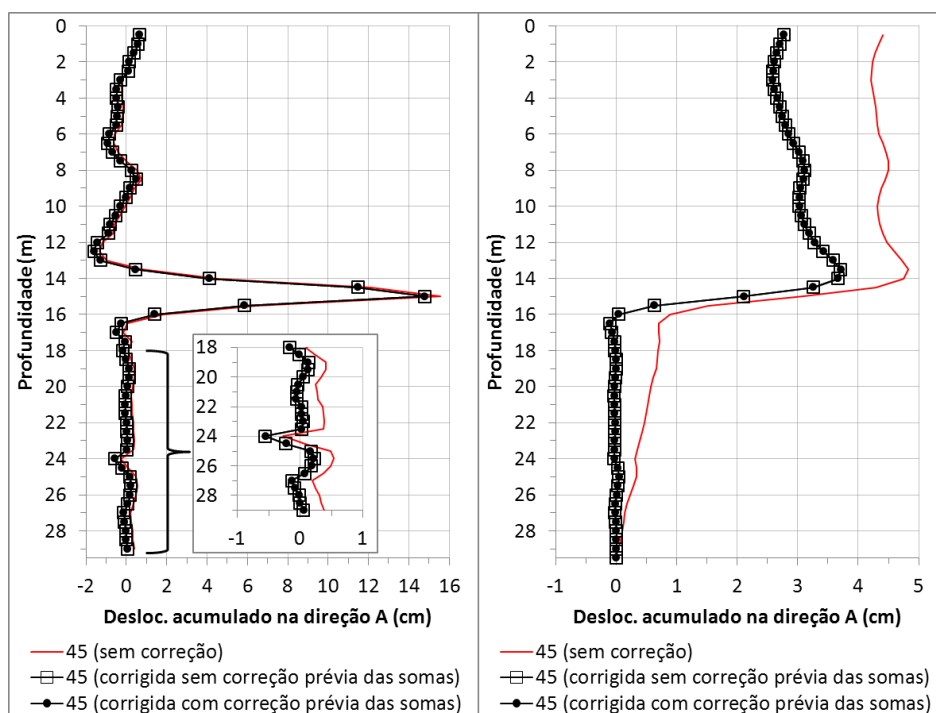 0
2
4
6
8
10
12
14
16
18
20
22
24
26
28
Profundidade (m)
-2 0 2 4 6 8 10 12 14 16
Desloc. acumulado na direção A (cm)
18
20
22
24
26
28
-1 0 1
45 (sem correção)
45 (corrigida sem correção prévia das somas)
45 (corrigida com correção prévia das somas)
0
2
4
6
8
10
12
14
16
18
20
22
24
26
28
Profundidade (m)
-1 0 1 2 3 4 5
Desloc. acumulado na direção A (cm)
45 (sem correção)
45 (corrigida sem correção prévia das somas)
45 (corrigida com correção prévia das somas)